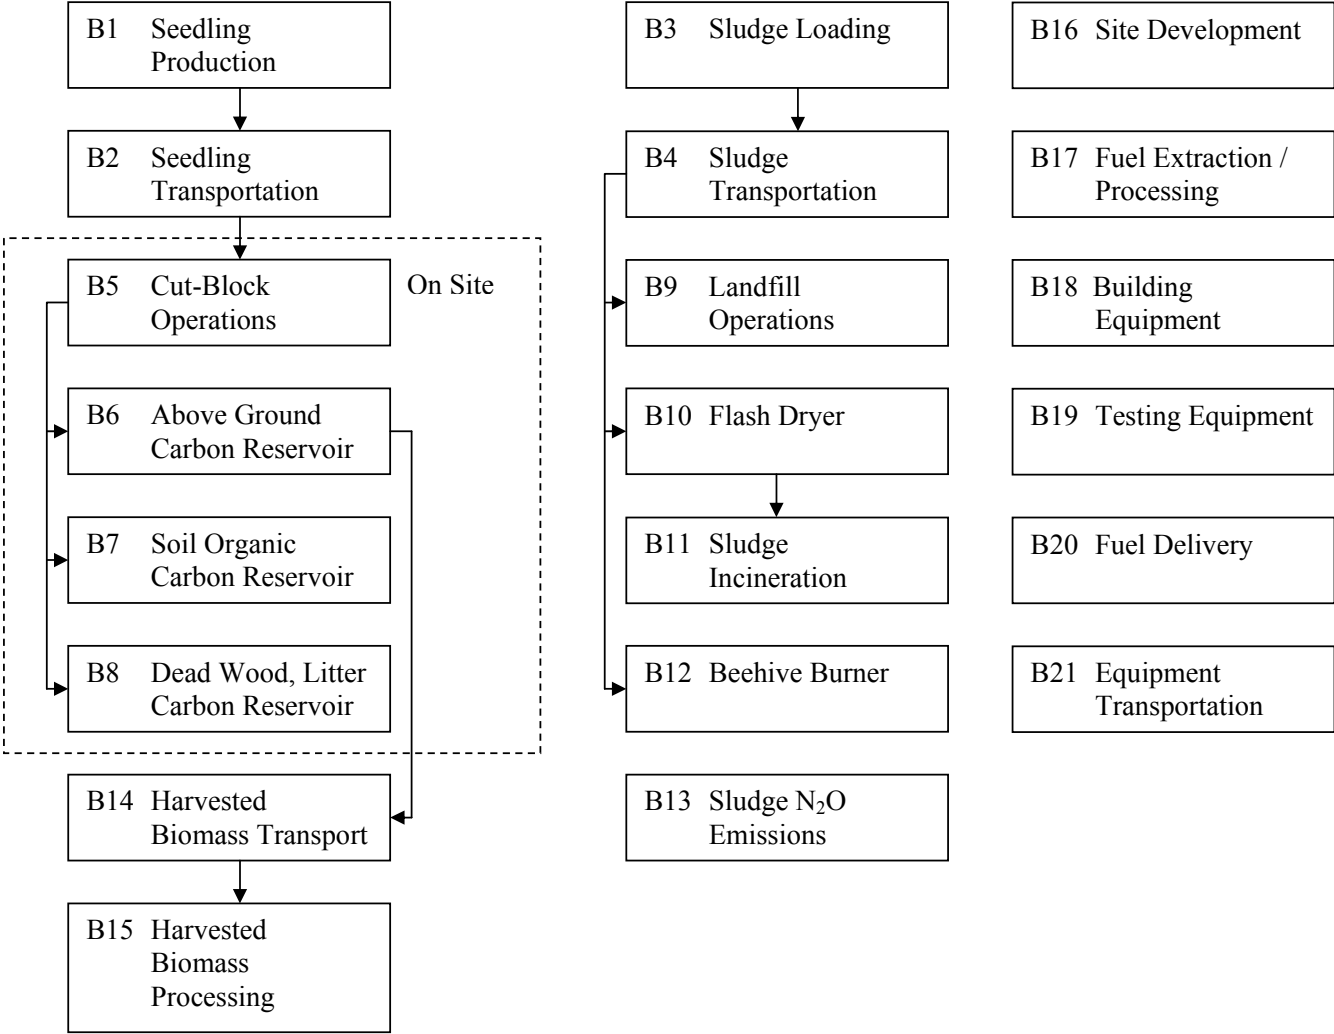 B1 Seedling
Production
B2 Seedling
Transportation
B5 Cut-Block
Operations
On Site
B6 Above Ground
Carbon Reservoir
B7 Soil Organic
Carbon Reservoir
B8 Dead Wood, Litter
Carbon Reservoir
B14 Harvested
Biomass Transport
B15 Harvested
Biomass
Processing
B3 Sludge Loading
B4 Sludge
Transportation
B9 Landfill
Operations
B10 Flash Dryer
B11 Sludge
Incineration
B12 Beehive Burner
B13 Sludge N₂O
Emissions
B16 Site Development
B17 Fuel Extraction /
Processing
B18 Building
Equipment
B19 Testing Equipment
B20 Fuel Delivery
B21 Equipment
Transportation